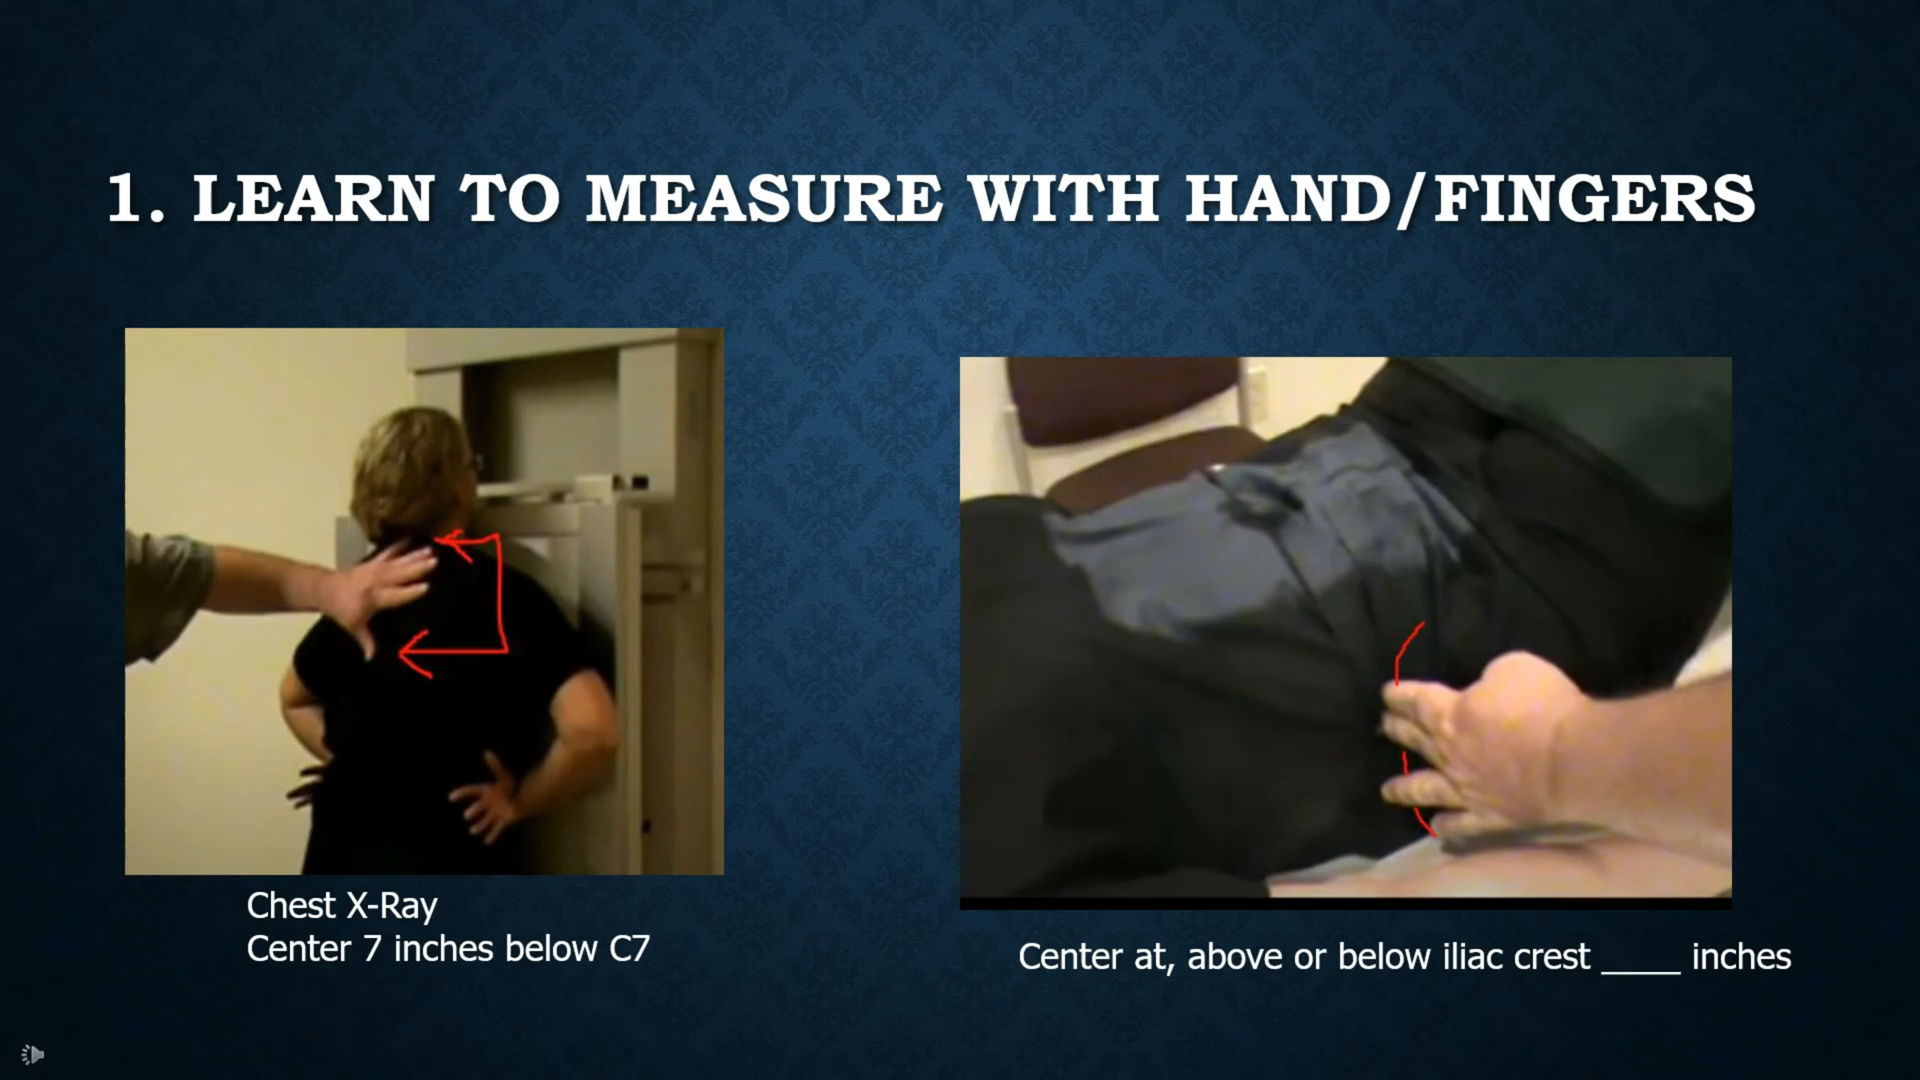 1. LEARN TO MEASURE WITH HAND/FINGERS
Chest X-Ray
Center 7 inches below C7
Center at, above or below iliac crest ____ inches